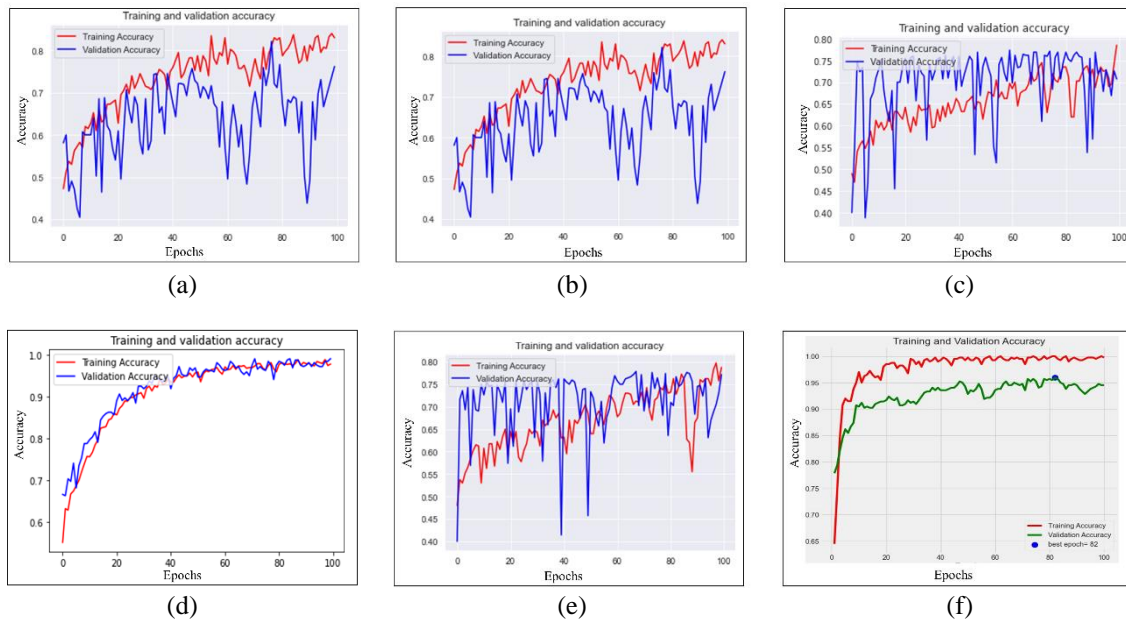 Training and validation accuracy
Training Accuracy
Validation Accuracy
Accuracy
0.8
0.7
0.6
0.5
0.4
0 20 40 60 80 100
Epochs
(a)
Training and validation accuracy
Training Accuracy
Validation Accuracy
Accuracy
0.8
0.7
0.6
0.5
0.4
0 20 40 60 80 100
Epochs
(b)
Training and validation accuracy
Training Accuracy
Validation Accuracy
Accuracy
0.80
0.75
0.70
0.65
0.60
0.55
0.50
0.45
0.40
0 20 40 60 80 100
Epochs
(c)
Training and validation accuracy
Training Accuracy
Validation Accuracy
Accuracy
1.0
0.9
0.8
0.7
0.6
0 20 40 60 80 100
Epochs
(d)
Training and validation accuracy
Training Accuracy
Validation Accuracy
Accuracy
0.80
0.75
0.70
0.65
0.60
0.55
0.50
0.45
0.40
0 20 40 60 80 100
Epochs
(e)
Training and Validation Accuracy
Accuracy
1.00
0.95
0.90
0.85
0.80
0.75
0.70
0.65
Training Accuracy
Validation Accuracy
best epoch= 82
0 20 40 60 80 100
Epochs
(f)